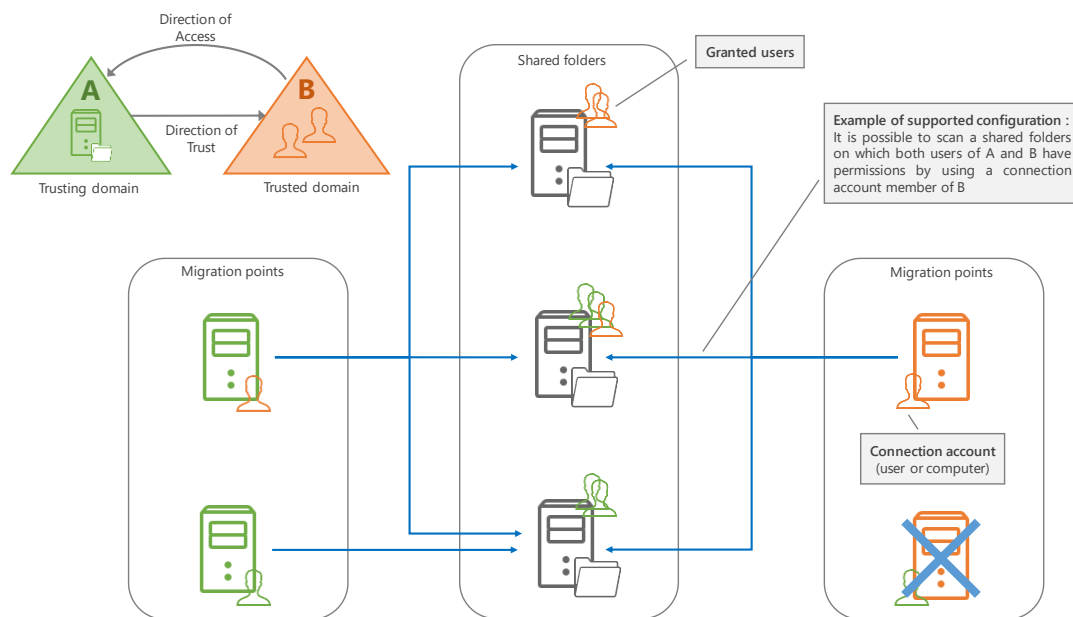 Direction of
Access
A
B
Direction of
Trust
Trusting domain
Trusted domain
Shared folders
Granted users
Example of supported configuration :
It is possible to scan a shared folders
on which both users of A and B have
permissions by using a connection
account member of B
Migration points
Migration points
Connection account
(user or computer)